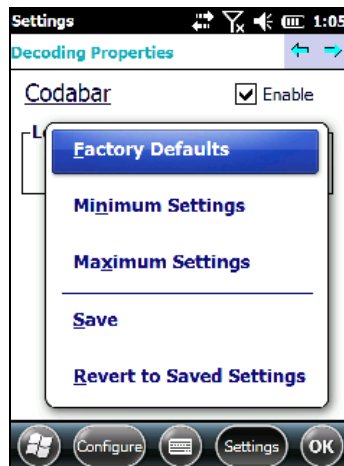 Settings 1:05
Decoding Properties
Codabar Enable
L
Factory Defaults
Minimum Settings
Maximum Settings
Save
Revert to Saved Settings
Configure Settings OK